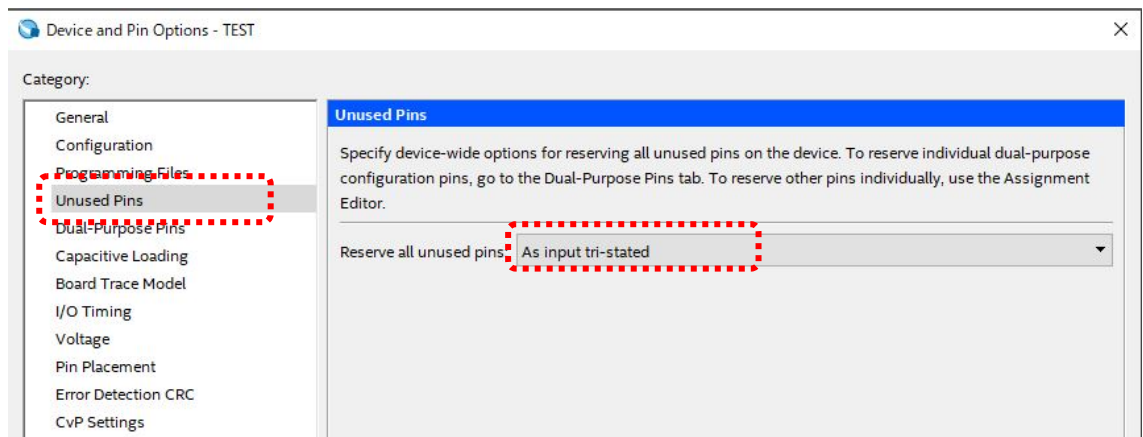 Device and Pin Options - TEST
Category:
General
Configuration
Programming Files
Unused Pins
Dual-Purpose Pins
Capacitive Loading
Board Trace Model
I/O Timing
Voltage
Pin Placement
Error Detection CRC
CvP Settings
Unused Pins
Specify device-wide options for reserving all unused pins on the device. To reserve individual dual-purpose
configuration pins, go to the Dual-Purpose Pins tab. To reserve other pins individually, use the Assignment
Editor.
Reserve all unused pins: As input tri-stated